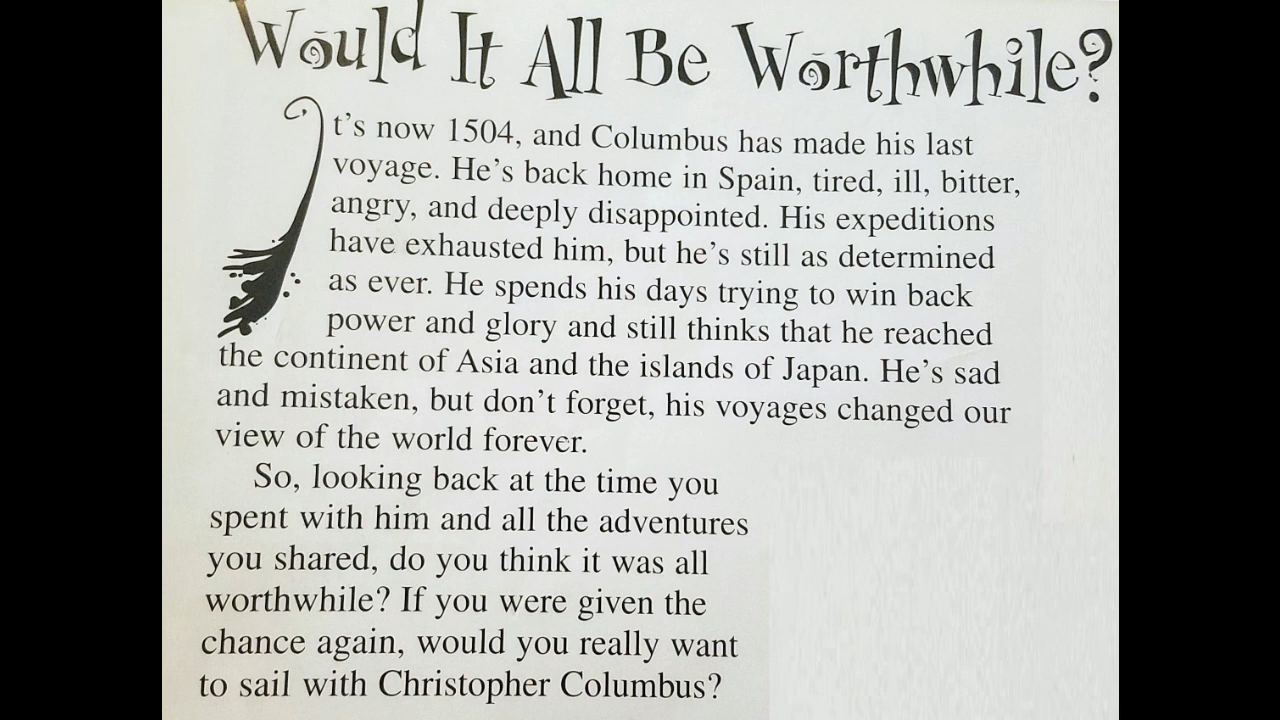 Would It All Be Worthwhile?
It's now 1504, and Columbus has made his last
voyage. He's back home in Spain, tired, ill, bitter,
angry, and deeply disappointed. His expeditions
have exhausted him, but he's still as determined
as ever. He spends his days trying to win back
power and glory and still thinks that he reached
the continent of Asia and the islands of Japan. He's sad
and mistaken, but don't forget, his voyages changed our
view of the world forever.
So, looking back at the time you
spent with him and all the adventures
you shared, do you think it was all
worthwhile? If you were given the
chance again, would you really want
to sail with Christopher Columbus?